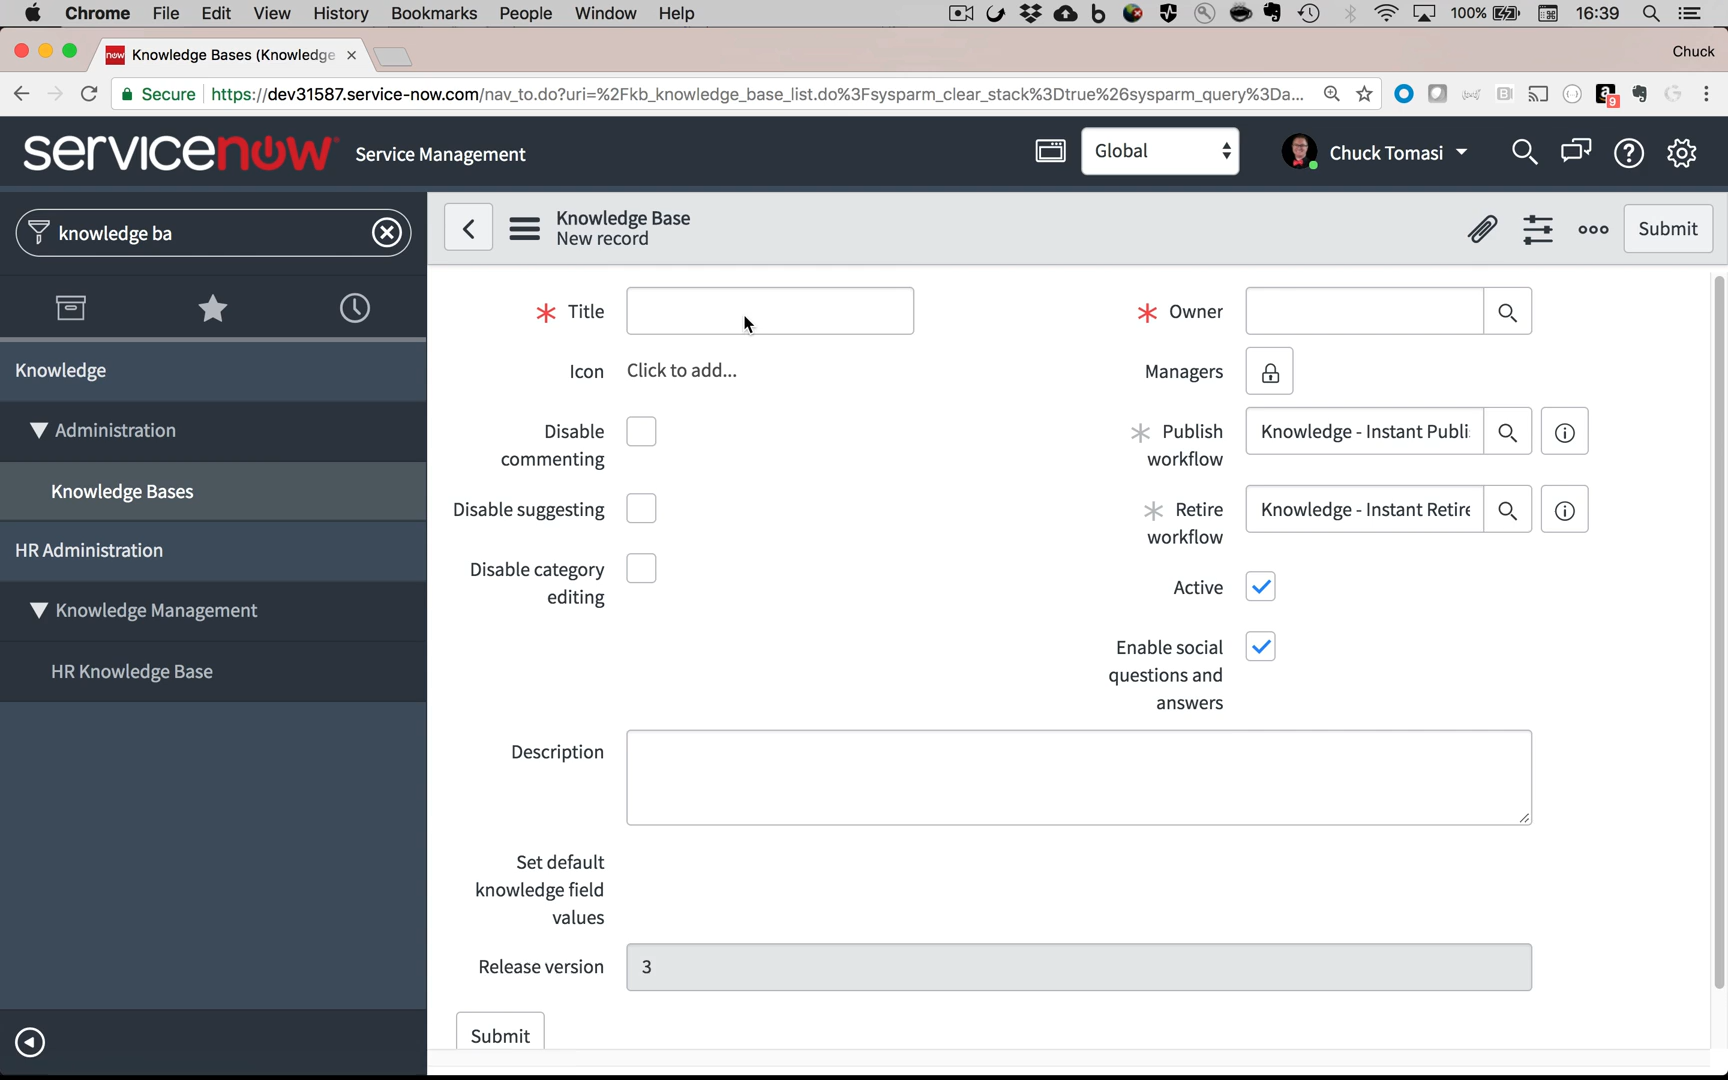 Chrome File Edit View History Bookmarks People Window Help 100% 16:39
now Knowledge Bases (Knowledge Chuck
Secure https://dev31587.service-now.com/nav_to.do?uri=%2Fkb_knowledge_base_list.do%3Fsysparm_clear_stack%3Dtrue%26sysparm_query%3Da... 9
servicenow Service Management Global Chuck Tomasi
knowledge ba
Knowledge
Administration
Knowledge Bases
HR Administration
Knowledge Management
HR Knowledge Base
Knowledge Base
New record
Submit
Title
Owner
Icon Click to add...
Managers
Disable
commenting
Publish
workflow
Knowledge - Instant Publi
Disable suggesting
Retire
workflow
Knowledge - Instant Retire
Disable category
editing
Active
Enable social
questions and
answers
Description
Set default
knowledge field
values
Release version 3
Submit